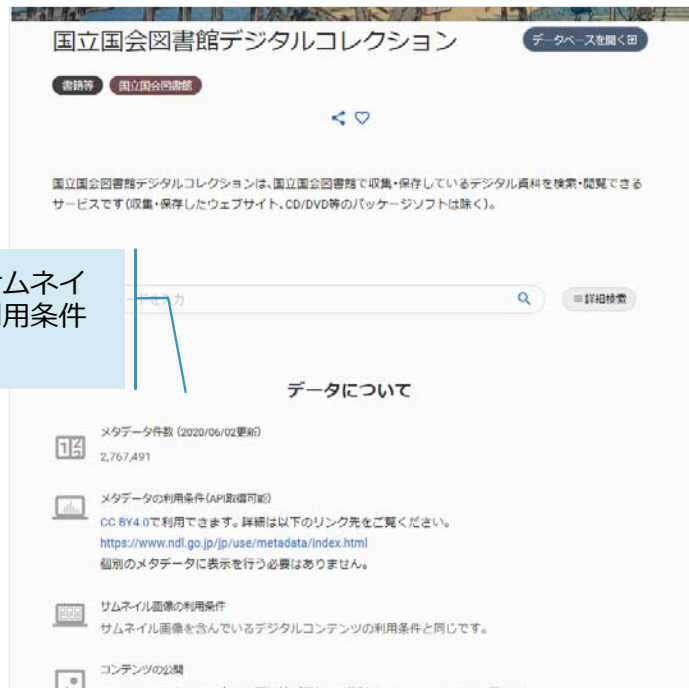 国立国会図書館デジタルコレクション
データベースを開く
書籍等
国立国会図書館
国立国会図書館デジタルコレクションは、国立国会図書館で収集・保存しているデジタル資料を検索・閲覧できる
サービスです(収集・保存したウェブサイト、CD/DVD等のパッケージソフトは除く)。
サムネイ
用条件
ードを入力
詳細検索
データについて
メタデータ件数 (2020/06/02更新)
2,767,491
メタデータの利用条件(API取得可能)
CC BY4.0で利用できます。詳細は以下のリンク先をご覧ください。
https://www.ndl.go.jp/jp/use/metadata/index.html
個別のメタデータに表示を行う必要はありません。
サムネイル画像の利用条件
サムネイル画像を含んでいるデジタルコンテンツの利用条件と同じです。
コンテンツの公開